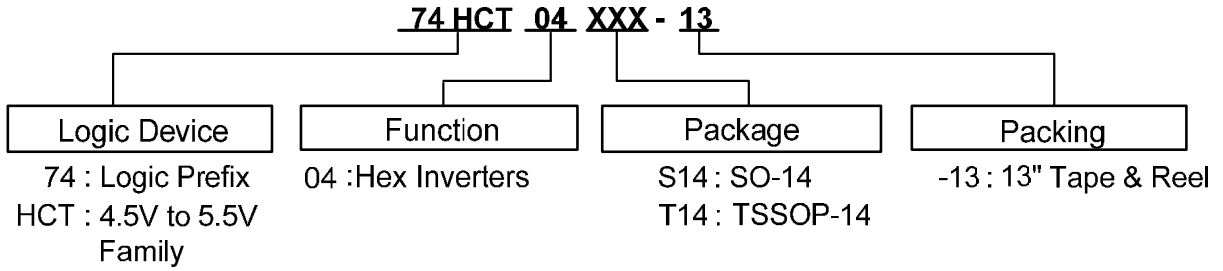 74 HCT 04 XXX - 13
Logic Device
Function
Package
Packing
74 : Logic Prefix
04 :Hex Inverters
S14 : SO-14
-13 : 13" Tape & Reel
HCT : 4.5V to 5.5V
T14 : TSSOP-14
Family